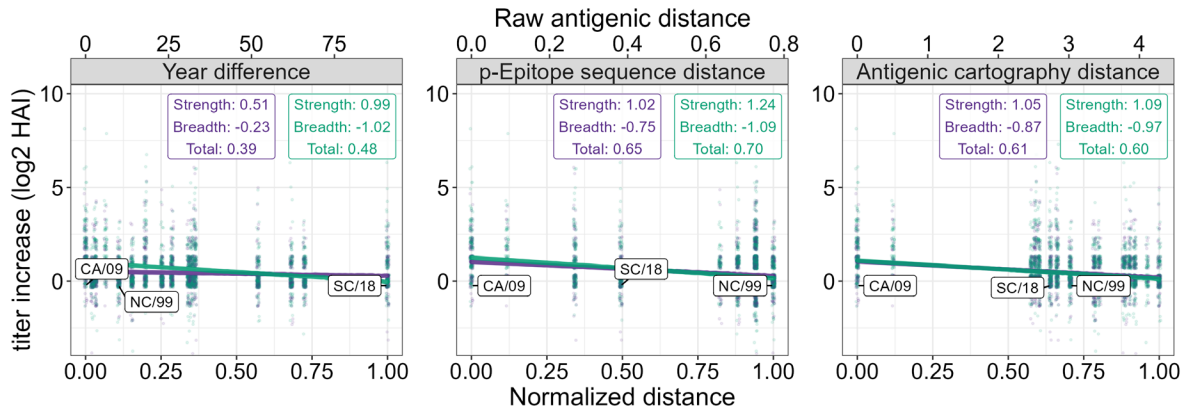 Raw antigenic distance
0 25 50 75
0.0 0.2 0.4 0.6 0.8
0 1 2 3 4
Year difference
p-Epitope sequence distance
Antigenic cartography distance
titer increase (log2 HAI)
10
5
0
Strength: 0.51
Breadth: -0.23
Total: 0.39
Strength: 0.99
Breadth: -1.02
Total: 0.48
CA/09
NC/99
SC/18
0.00 0.25 0.50 0.75 1.00
10
5
0
Strength: 1.02
Breadth: -0.75
Total: 0.65
Strength: 1.24
Breadth: -1.09
Total: 0.70
CA/09
SC/18
NC/99
0.00 0.25 0.50 0.75 1.00
10
5
0
Strength: 1.05
Breadth: -0.87
Total: 0.61
Strength: 1.09
Breadth: -0.97
Total: 0.60
CA/09
SC/18
NC/99
0.00 0.25 0.50 0.75 1.00
Normalized distance